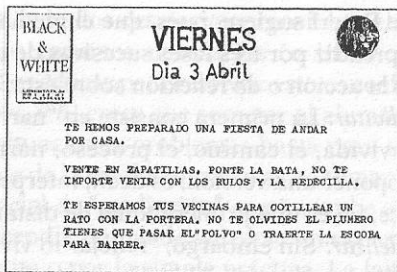 BLACK
&
WHITE
VIERNES
Dia 3 Abril
TE HEMOS PREPARADO UNA FIESTA DE ANDAR
POR CASA.
VENTE EN ZAPATILLAS, PONTE LA BATA, NO TE
IMPORTE VENIR CON LOS RULOS Y LA REDECILLA.
TE ESPERAMOS TUS VECINAS PARA COTILLEAR UN
POCO CON LA PORTERA. NO TE OLVIDES EL PLUMERO
TIENES QUE PASAR EL"POLVO" O TRAERTE LA ESCOBA
PARA BARRER.